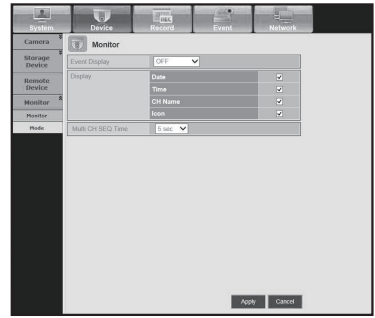 System Device Record Event Network
REC
Camera
Storage Device
Remote Device
Monitor
Monitor
Mode
Monitor
Event Display OFF
Display Date
Time
CH Name
Icon
Multi CH SEQ Time 5 sec
Apply Cancel